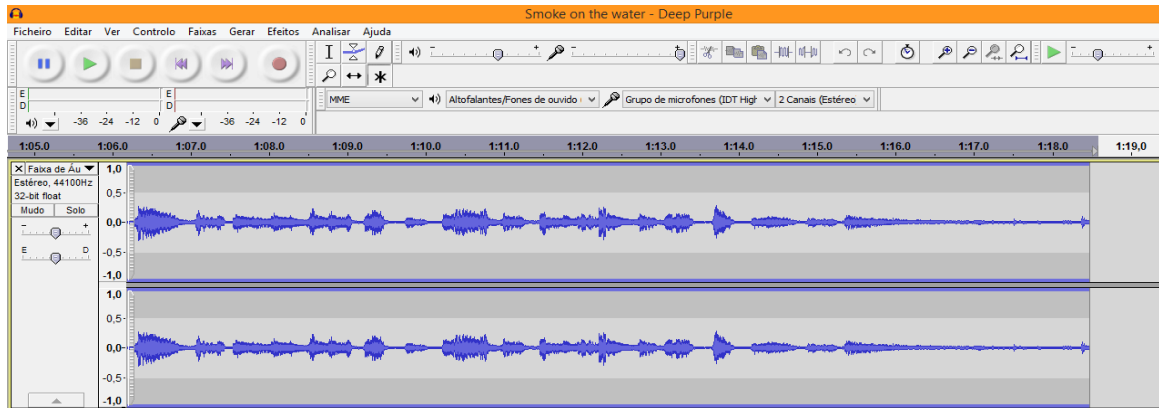 Smoke on the water - Deep Purple
Ficheiro Editar Ver Controlo Faixas Gerar Efeitos Analisar Ajuda
E
D
E
D
-36 -24 -12 0
-36 -24 -12 0
MME
Altofalantes/Fones de ouvido (
Grupo de microfones (IDT High
2 Canais (Estéreo
1:05.0 1:06.0 1:07.0 1:08.0 1:09.0 1:10.0 1:11.0 1:12.0 1:13.0 1:14.0 1:15.0 1:16.0 1:17.0 1:18.0 1:19,0
X Faixa de Áu
Estéreo, 44100Hz
32-bit float
Mudo Solo
- +
E D
1,0
0,5-
0,0-
-0,5-
-1,0
1,0
0,5-
0,0-
-0,5-
-1,0